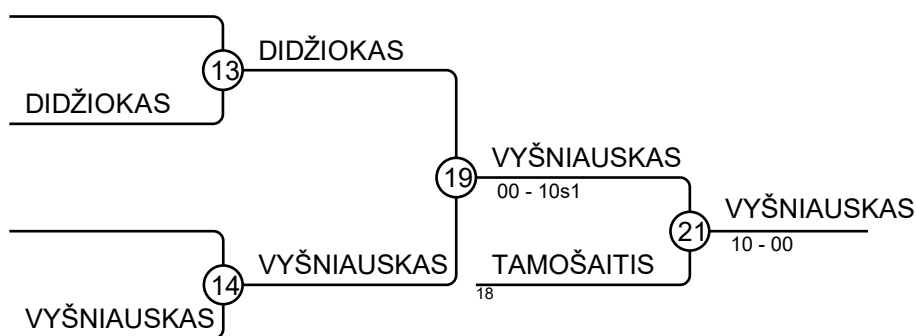 DIDŽIOKAS
13
DIDŽIOKAS
VYŠNIAUSKAS
19
00 - 10s1
VYŠNIAUSKAS
21
10 - 00
VYŠNIAUSKAS
14
TAMOŠAITIS
18
VYŠNIAUSKAS